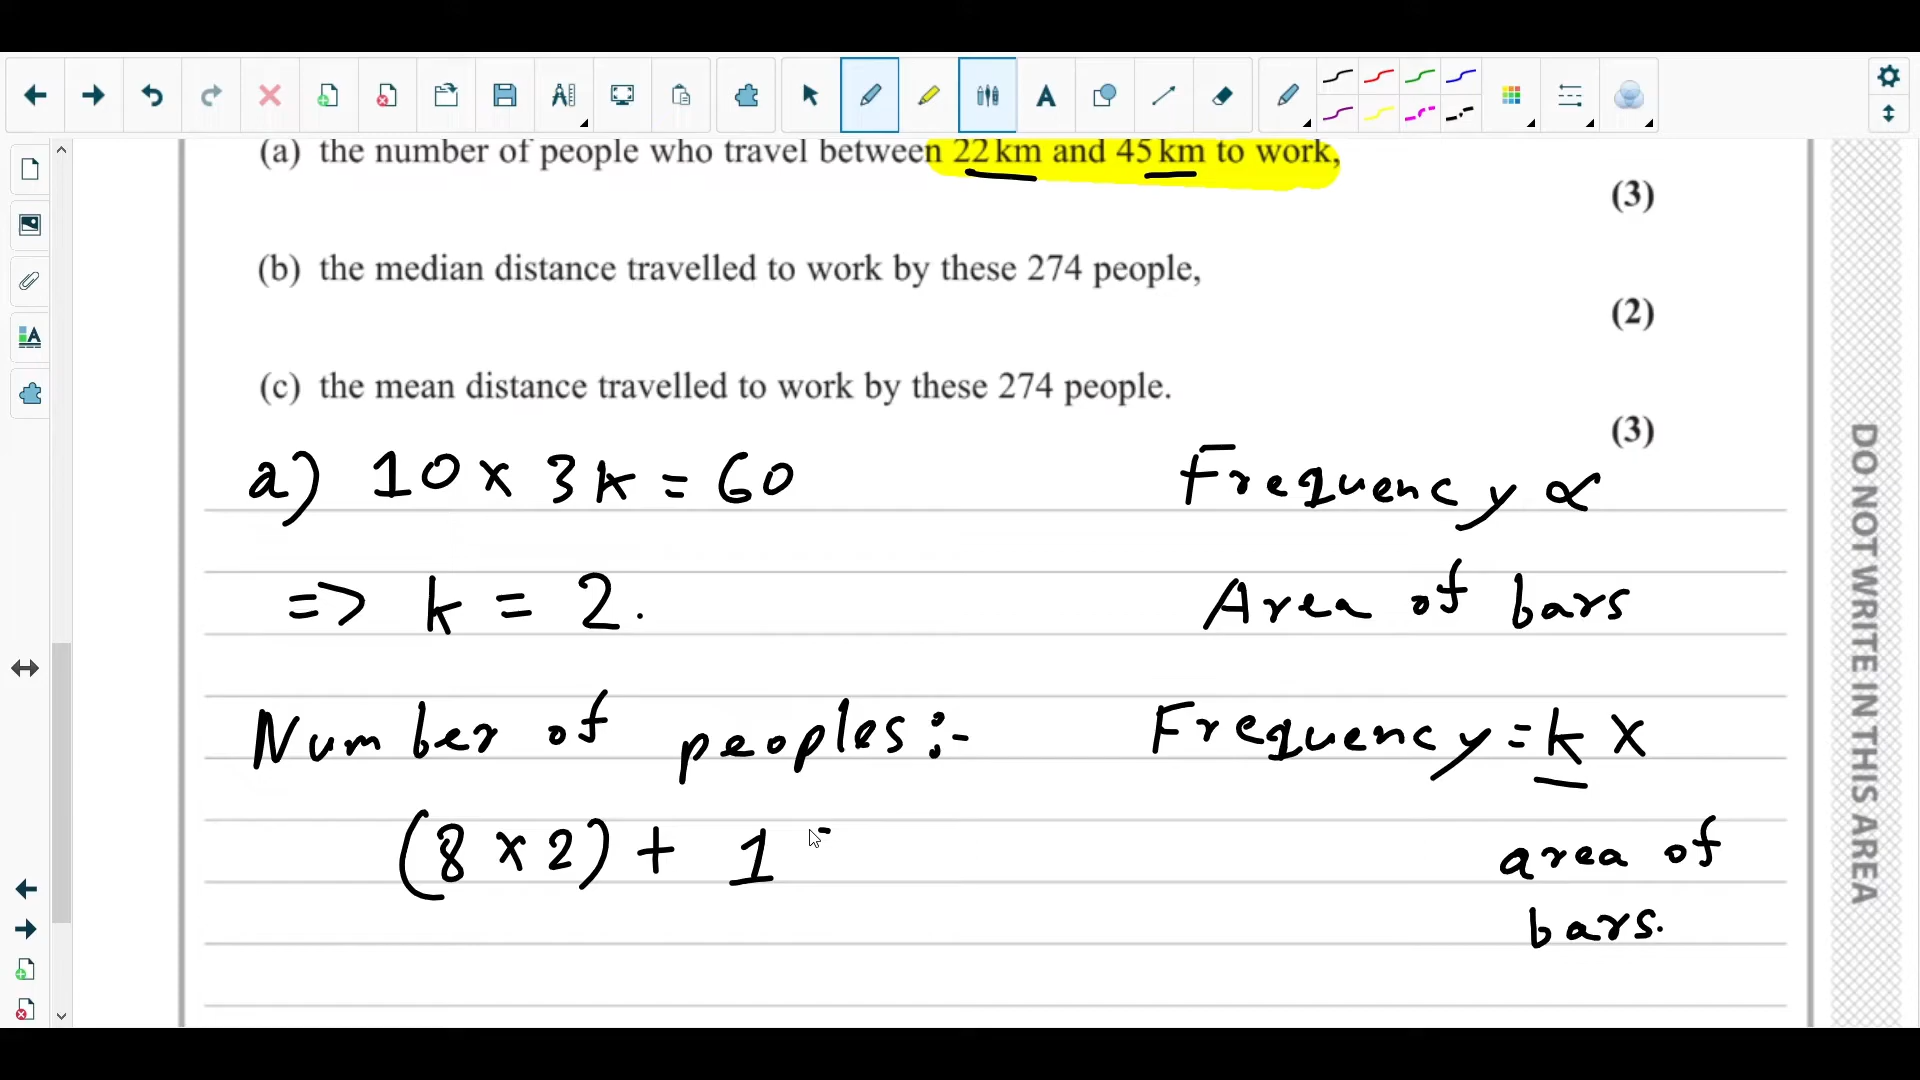 (a) the number of people who travel between 22 km and 45 km to work,
(3)
(b) the median distance travelled to work by these 274 people,
(2)
(c) the mean distance travelled to work by these 274 people.
(3)
a) 10 × 3k = 60
=> k = 2.
Number of peoples :-
(8 × 2) + 1
Frequency ∝
Area of bars
Frequency = k ×
area of
bars.
DO NOT WRITE IN THIS AREA